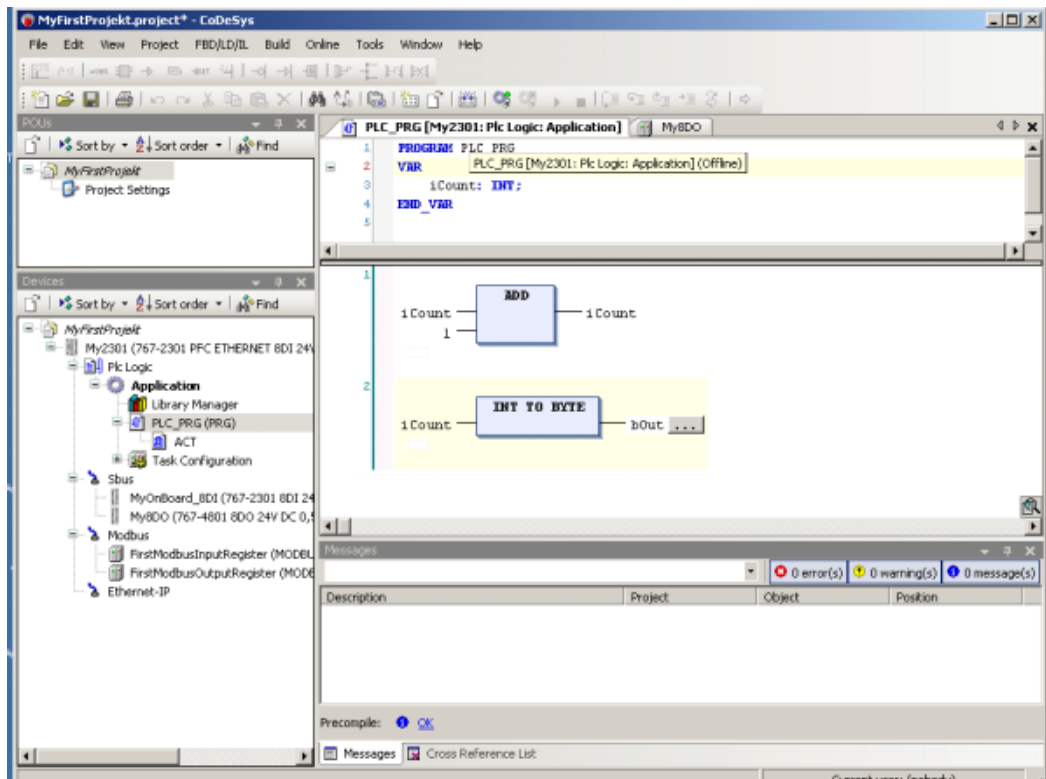 MyFirstProjekt.project* - CoDeSys
File Edit View Project FBD/LD/IL Build Online Tools Window Help
POUs
Sort by Sort order Find
MyFirstProjekt
Project Settings
Devices
Sort by Sort order Find
MyFirstProjekt
My2301 (767-2301 PFC ETHERNET 8DI 24V
Plc Logic
Application
Library Manager
PLC_PRG (PRG)
ACT
Task Configuration
Sbus
MyOnBoard_8DI (767-2301 8DI 24
My8DO (767-4801 8DO 24V DC 0,5
Modbus
FirstModbusInputRegister (MODBU
FirstModbusOutputRegister (MODB
Ethernet-IP
PLC_PRG [My2301: Plc Logic: Application] My8DO
1 PROGRAM PLC_PRG
PLC_PRG [My2301: Plc Logic: Application] (Offline)
2 VAR
3 iCount: INT;
4 END_VAR
5
1
ADD
iCount iCount
1
2
INT TO BYTE
iCount bOut ...
Messages
0 error(s) 0 warning(s) 0 message(s)
Description Project Object Position
Precompile: OK
Messages Cross Reference List